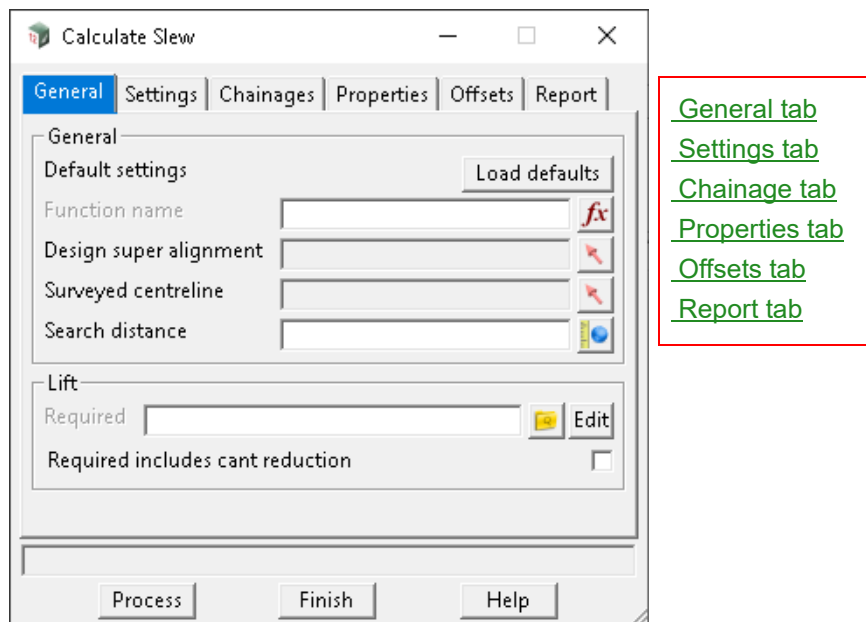 Calculate Slew
General Settings Chainages Properties Offsets Report
General
Default settings Load defaults
Function name fx
Design super alignment
Surveyed centreline
Search distance
Lift
Required Edit
Required includes cant reduction
Process Finish Help
General tab
Settings tab
Chainage tab
Properties tab
Offsets tab
Report tab